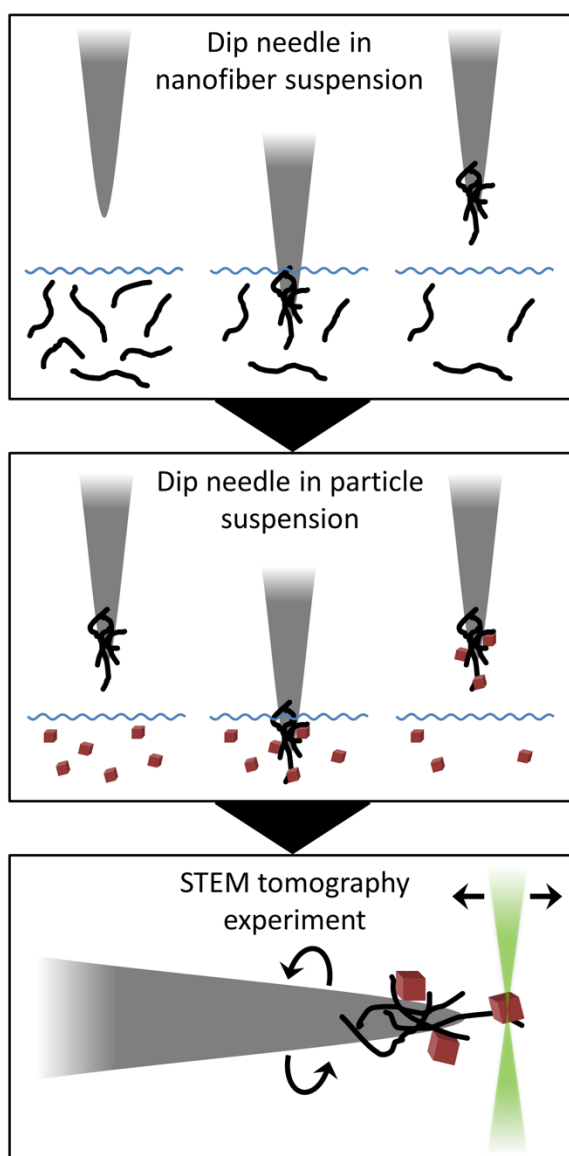 Dip needle in
nanofiber suspension
Dip needle in particle
suspension
STEM tomography
experiment